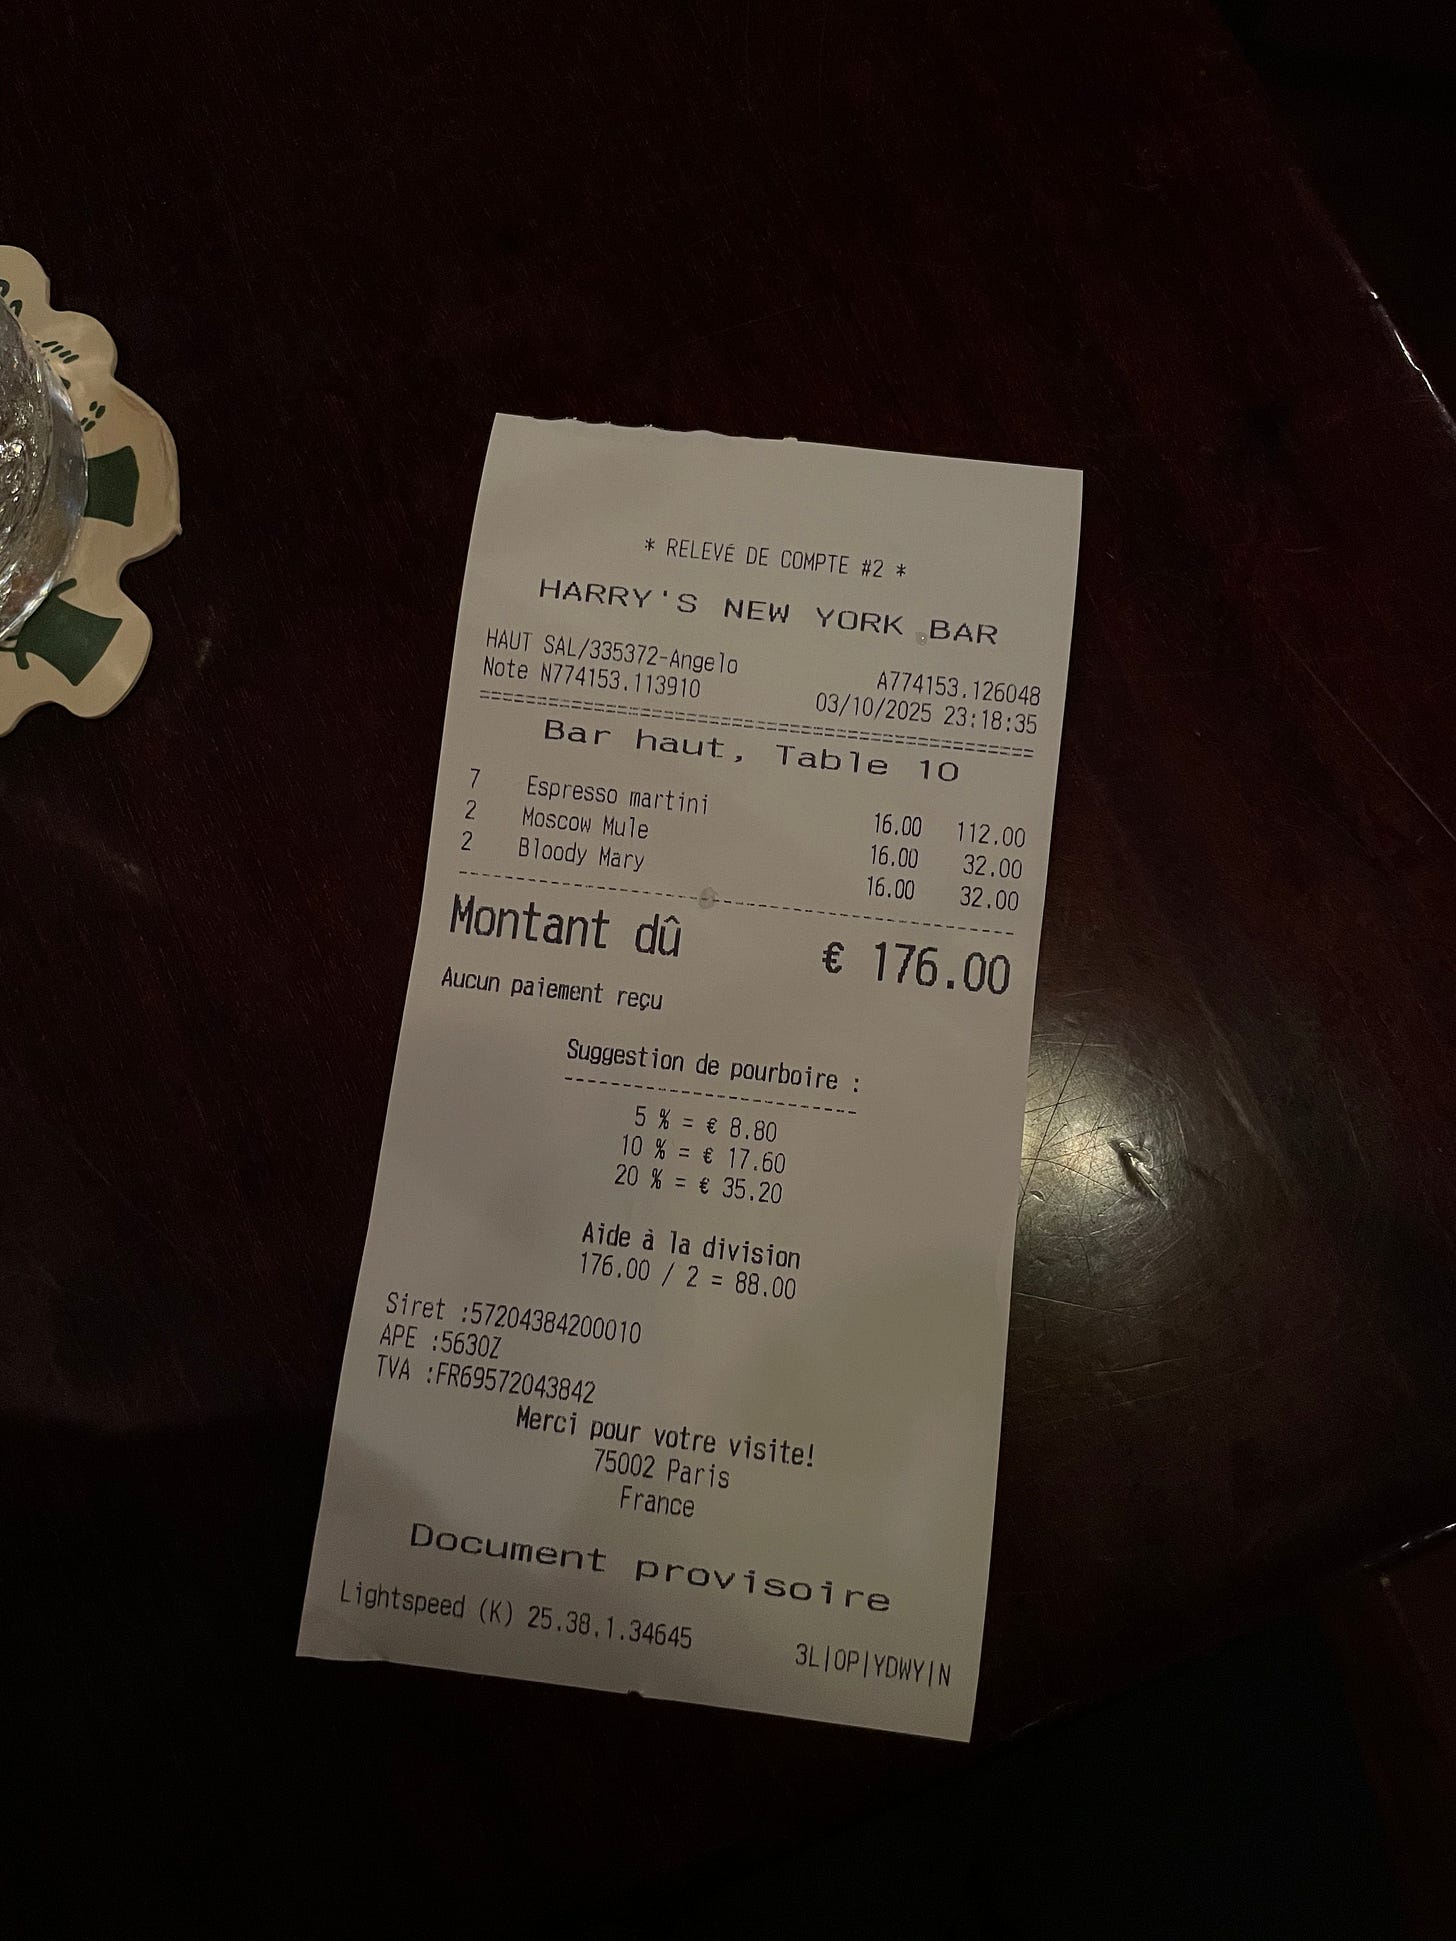 * RELEVÉ DE COMPTE #2 *
HARRY'S NEW YORK BAR
HAUT SAL/335372-Angelo A774153.126048
Note N774153.113910 03/10/2025 23:18:35
================================================
Bar haut, Table 10
7 Espresso martini 16.00 112.00
2 Moscow Mule 16.00 32.00
2 Bloody Mary 16.00 32.00
------------------------------------------------
Montant dû € 176.00
Aucun paiement reçu
Suggestion de pourboire :
-------------------------
5 % = € 8.80
10 % = € 17.60
20 % = € 35.20
Aide à la division
176.00 / 2 = 88.00
Siret :57204384200010
APE :5630Z
TVA :FR69572043842
Merci pour votre visite!
75002 Paris
France
Document provisoire
Lightspeed (K) 25.38.1.34645 3L|OP|YDWY|N